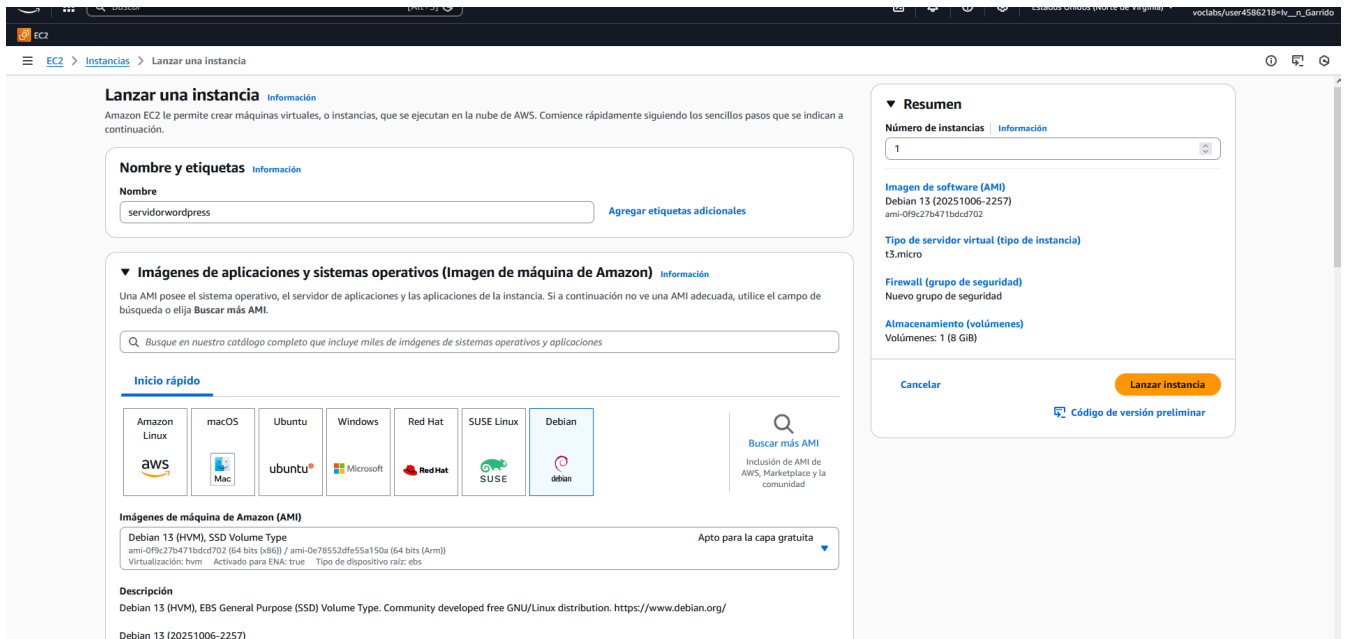 Buscar
[Alt+S]
Estados Unidos (Norte de Virginia)
voclabs/user4586218=Iv__n_Garrido
EC2
EC2 > Instancias > Lanzar una instancia
Lanzar una instancia Información
Amazon EC2 le permite crear máquinas virtuales, o instancias, que se ejecutan en la nube de AWS. Comience rápidamente siguiendo los sencillos pasos que se indican a
continuación.
Nombre y etiquetas Información
Nombre
servidorwordpress
Agregar etiquetas adicionales
Imágenes de aplicaciones y sistemas operativos (Imagen de máquina de Amazon) Información
Una AMI posee el sistema operativo, el servidor de aplicaciones y las aplicaciones de la instancia. Si a continuación no ve una AMI adecuada, utilice el campo de
búsqueda o elija Buscar más AMI.
Busque en nuestro catálogo completo que incluye miles de imágenes de sistemas operativos y aplicaciones
Inicio rápido
Amazon
Linux
aws
macOS
Mac
Ubuntu
ubuntu
Windows
Microsoft
Red Hat
Red Hat
SUSE Linux
SUSE
Debian
debian
Buscar más AMI
Inclusión de AMI de
AWS, Marketplace y la
comunidad
Imágenes de máquina de Amazon (AMI)
Debian 13 (HVM), SSD Volume Type
Apto para la capa gratuita
ami-0f9c27b471bdcd702 (64 bits (x86)) / ami-0e78552dfe55a150a (64 bits (Arm))
Virtualización: hvm Activado para ENA: true Tipo de dispositivo raíz: ebs
Descripción
Debian 13 (HVM), EBS General Purpose (SSD) Volume Type. Community developed free GNU/Linux distribution. https://www.debian.org/
Debian 13 (20251006-2257)
Resumen
Número de instancias Información
1
Imagen de software (AMI)
Debian 13 (20251006-2257)
ami-0f9c27b471bdcd702
Tipo de servidor virtual (tipo de instancia)
t3.micro
Firewall (grupo de seguridad)
Nuevo grupo de seguridad
Almacenamiento (volúmenes)
Volúmenes: 1 (8 GiB)
Cancelar
Lanzar instancia
Código de versión preliminar